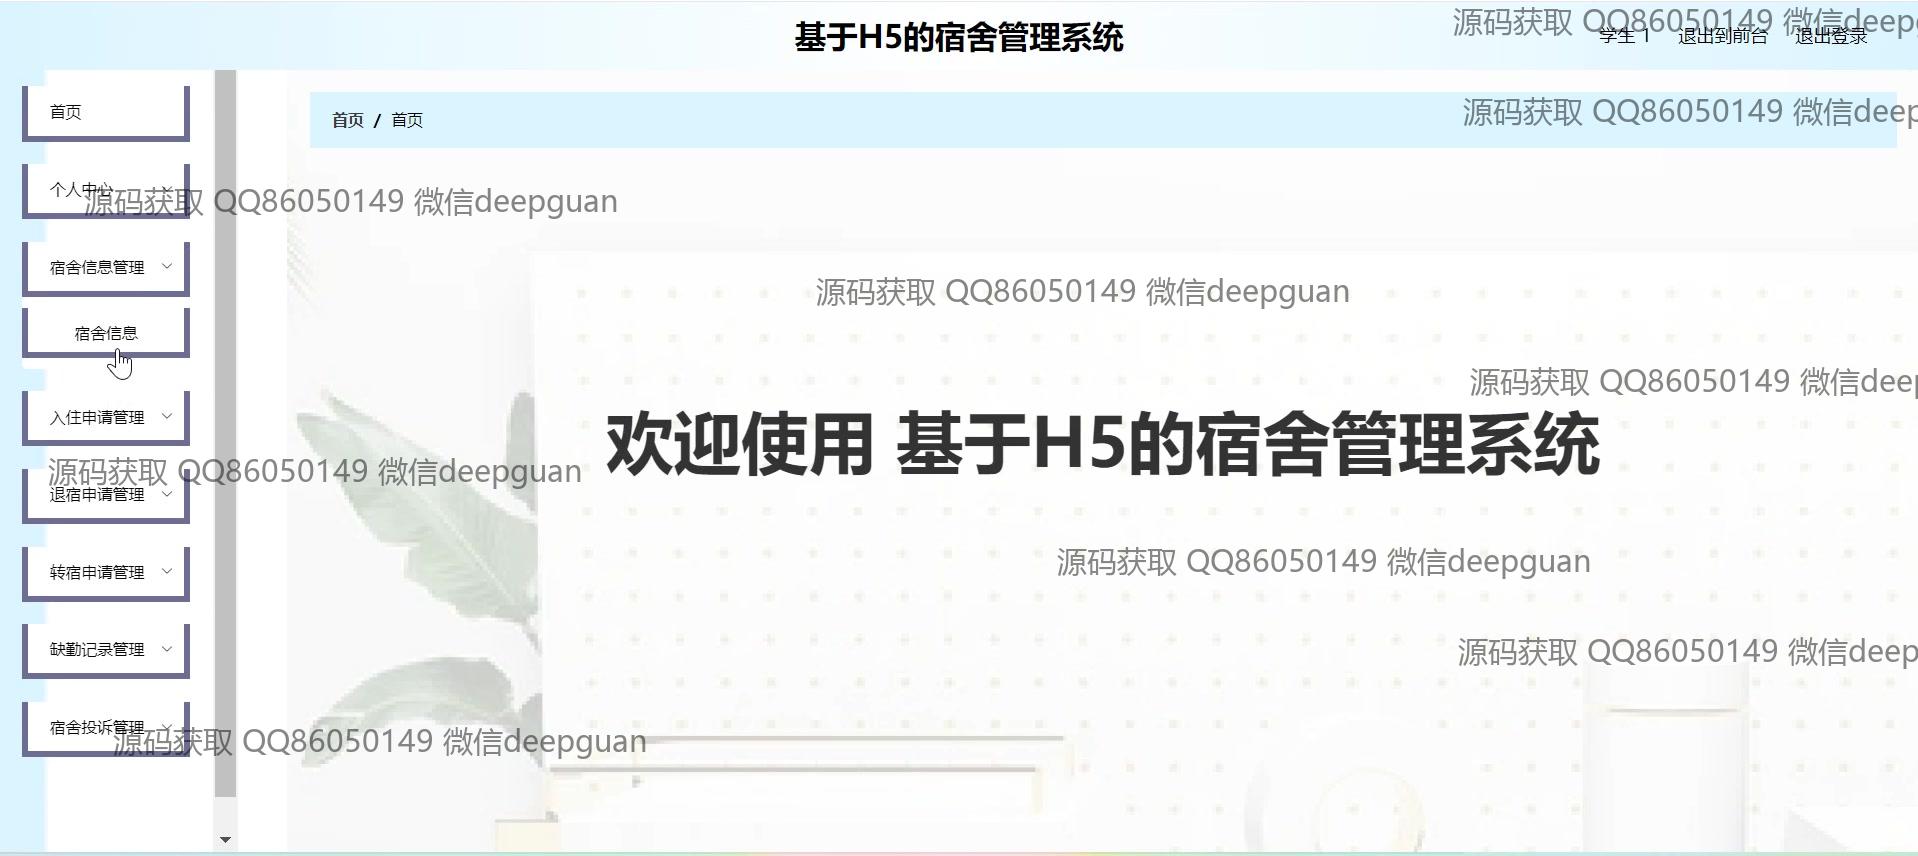 基于H5的宿舍管理系统
源码获取 QQ86050149 微信deepg
学生 1 退出到前台 退出登录
首页
首页 / 首页
源码获取 QQ86050149 微信deep
个人中心
源码获取 QQ86050149 微信deepguan
宿舍信息管理
源码获取 QQ86050149 微信deepguan
宿舍信息
源码获取 QQ86050149 微信deep
入住申请管理
欢迎使用 基于H5的宿舍管理系统
源码获取 QQ86050149 微信deepguan
退宿申请管理
源码获取 QQ86050149 微信deepguan
转宿申请管理
缺勤记录管理
源码获取 QQ86050149 微信deep
宿舍投诉管理
源码获取 QQ86050149 微信deepguan